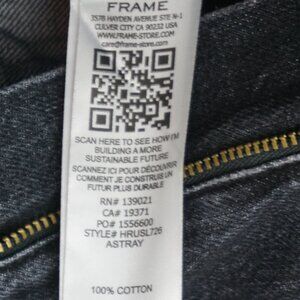 FRAME
3578 HAYDEN AVENUE STE N-1
CULVER CITY CA 90232 USA
WWW.FRAME-STORE.COM
care@frame-store.com
SCAN HERE TO SEE HOW I'M
BUILDING A MORE
SUSTAINABLE FUTURE
SCANNEZ ICI POUR DÉCOUVRIR
COMMENT JE CONSTRUIS UN
FUTUR PLUS DURABLE
RN# 139021
CA# 19371
PO# 1556600
STYLE# HRUSL726
ASTRAY
100% COTTON